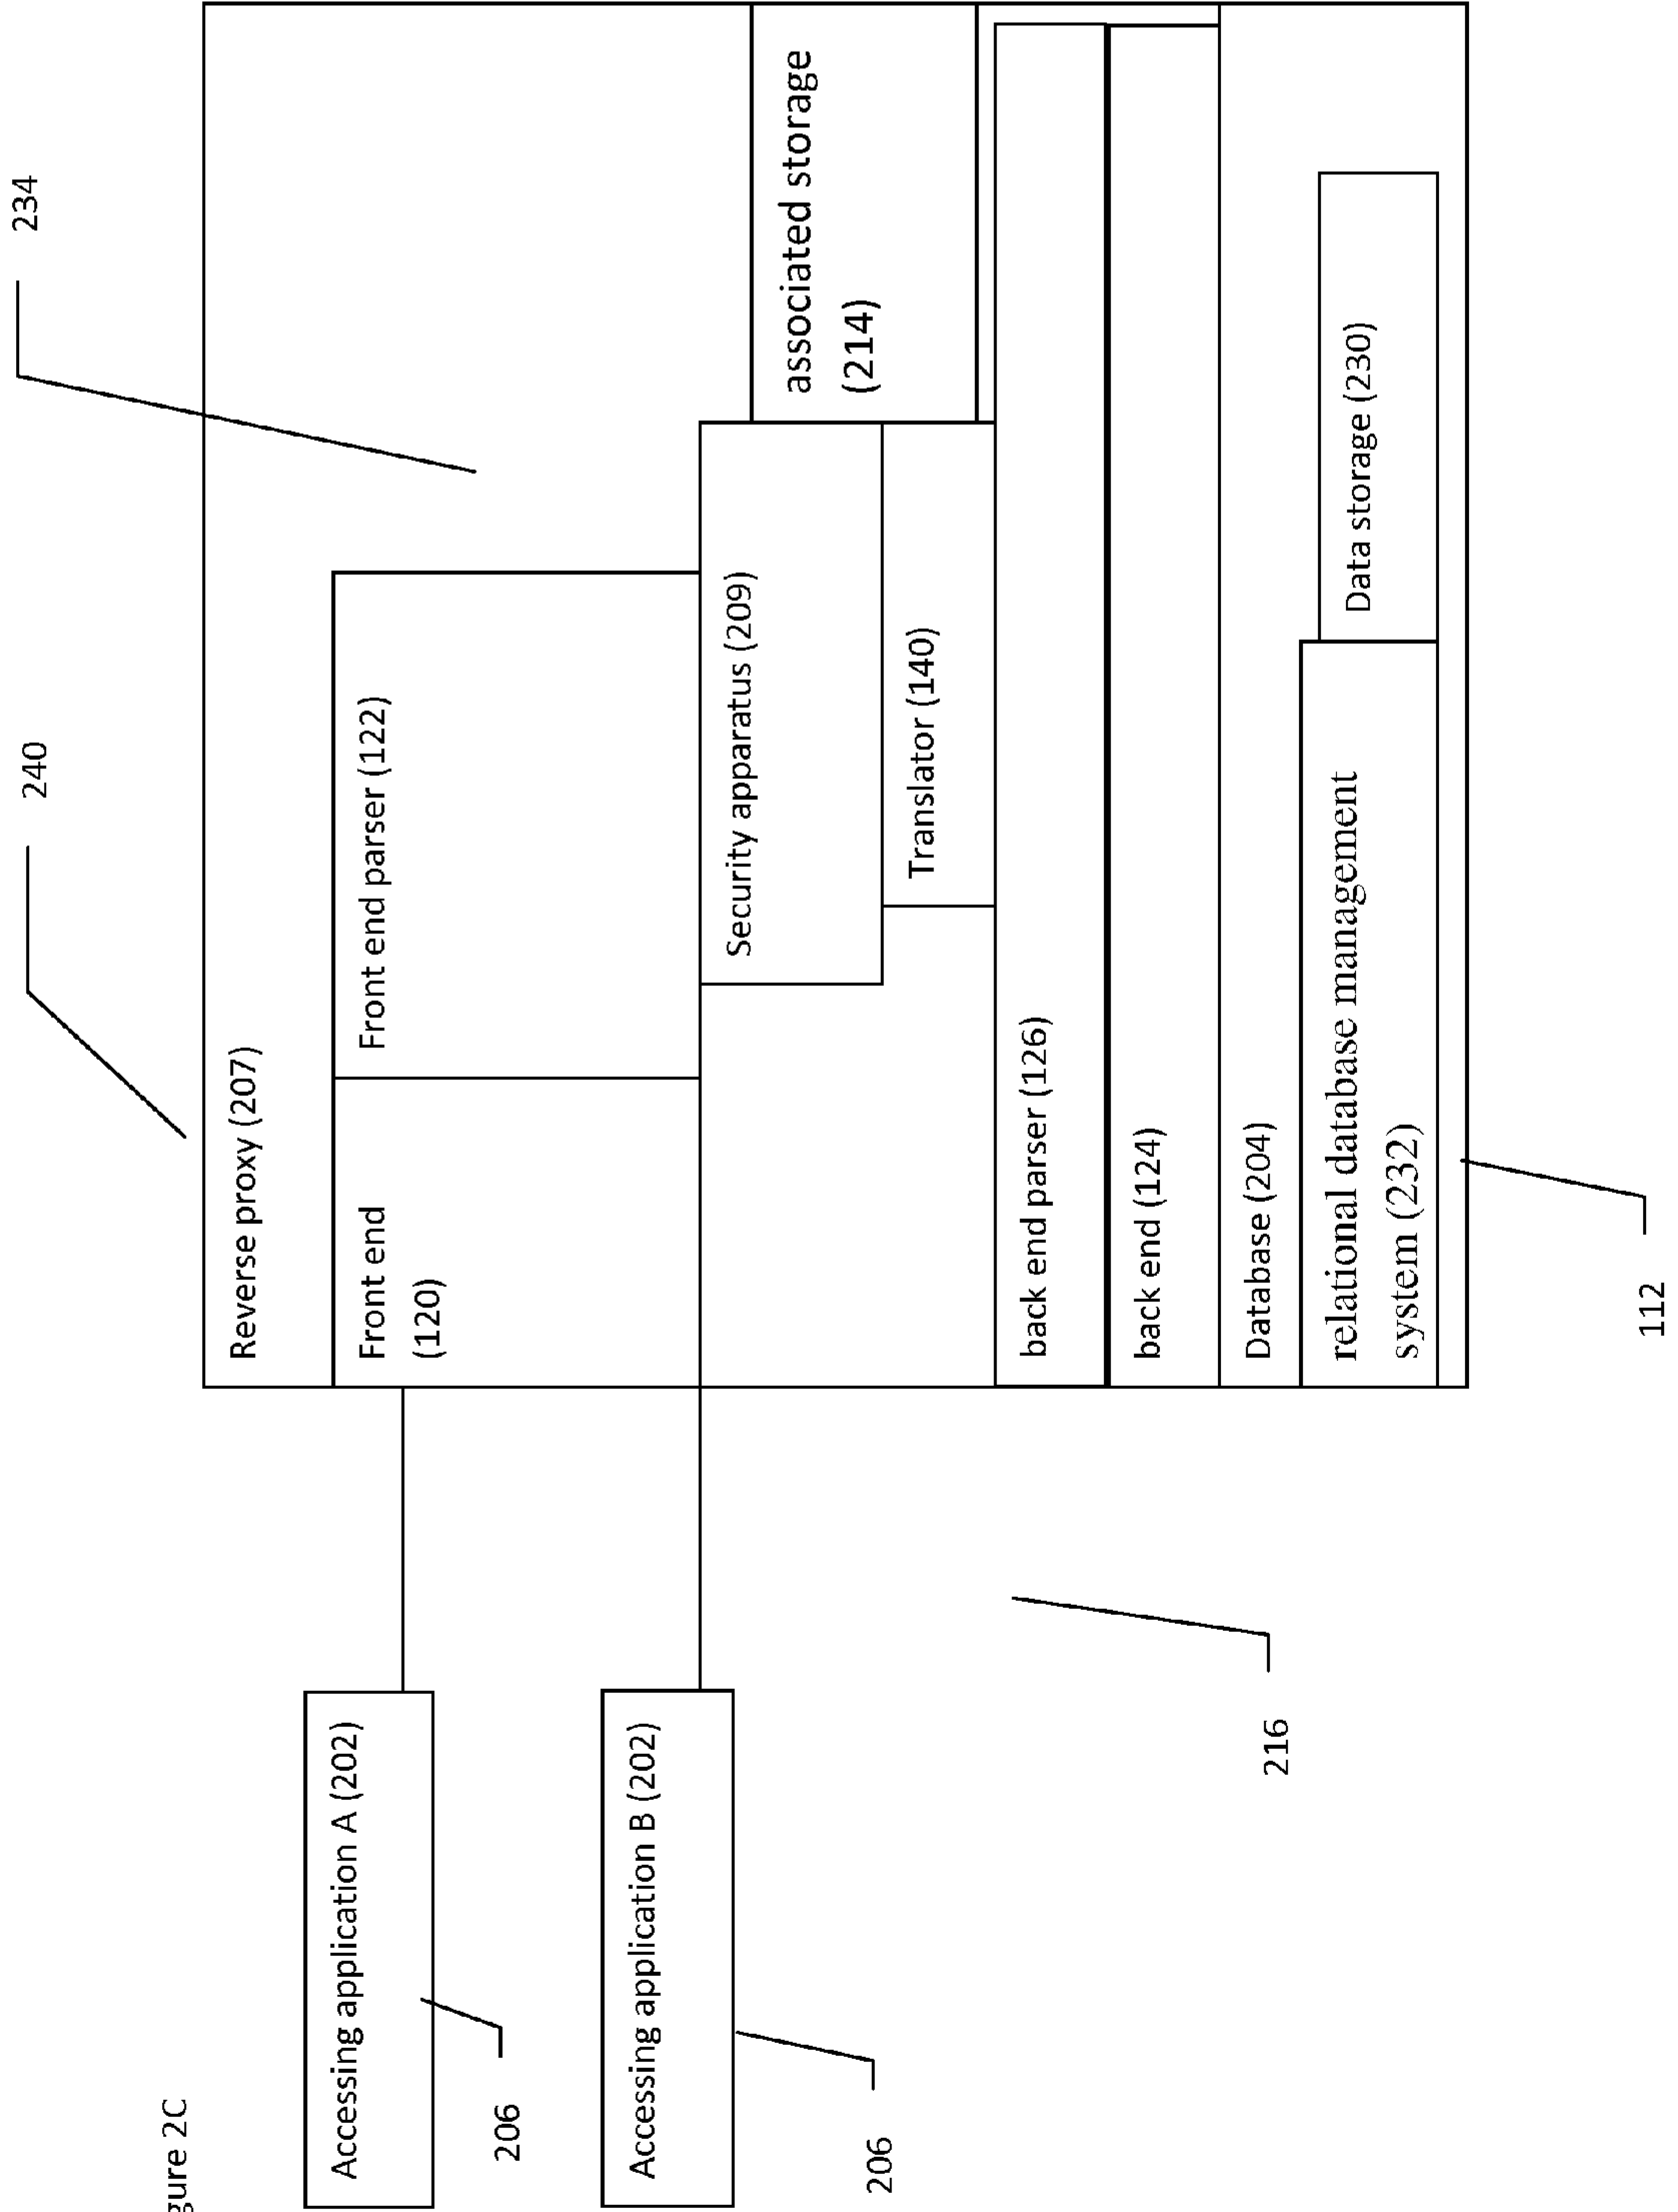 gure 2C
240
234
Reverse proxy (207)
Accessing application A (202)
Front end
(120)
Front end parser (122)
206
Accessing application B (202)
Security apparatus (209)
associated storage
(214)
206
Translator (140)
back end parser (126)
back end (124)
216
Database (204)
relational database management
system (232)
Data storage (230)
112